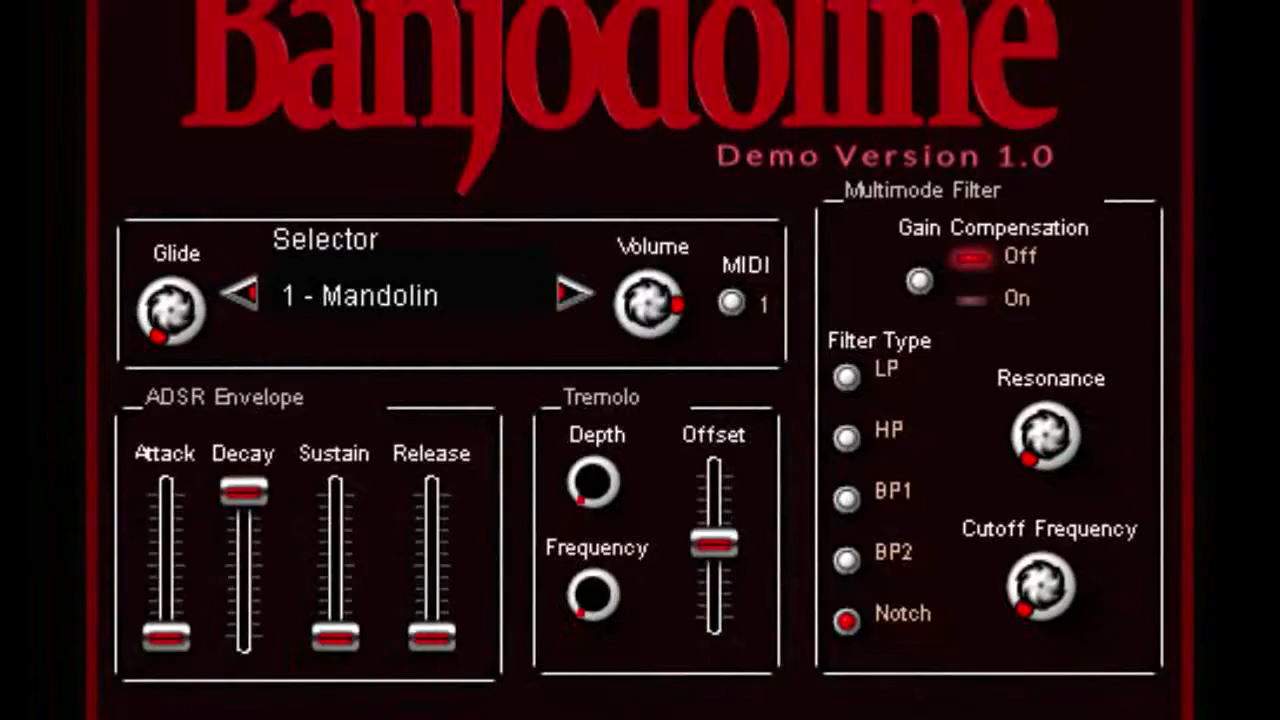 Banjodoline
Demo Version 1.0
Glide
Selector
1 - Mandolin
Volume
MIDI
1
Multimode Filter
Gain Compensation
Off
On
Filter Type
LP
HP
BP1
BP2
Notch
Resonance
Cutoff Frequency
ADSR Envelope
Attack Decay Sustain Release
Tremolo
Depth
Offset
Frequency